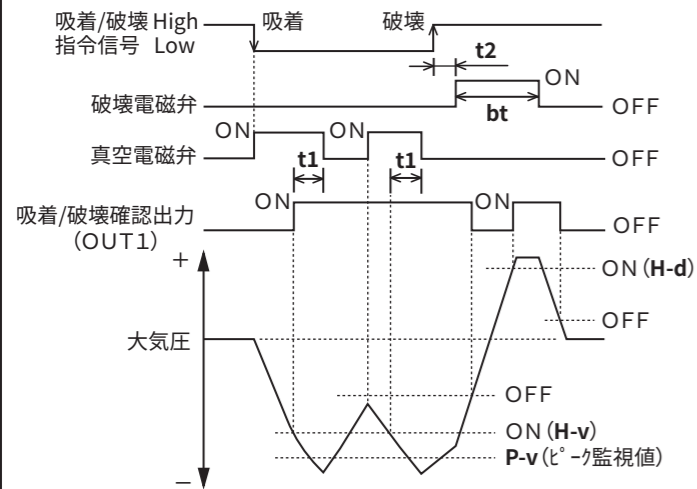 吸着/破壊 High 吸着 破壊
指令信号 Low
t2
ON
破壊電磁弁 bt OFF
ON ON
真空電磁弁 t1 t1 OFF
ON ON
吸着/破壊確認出力 OFF
(OUT1)
+
ON (H-d)
OFF
大気圧
OFF
ON (H-v)
P-v (ﾋﾟｰｸ監視値)
−